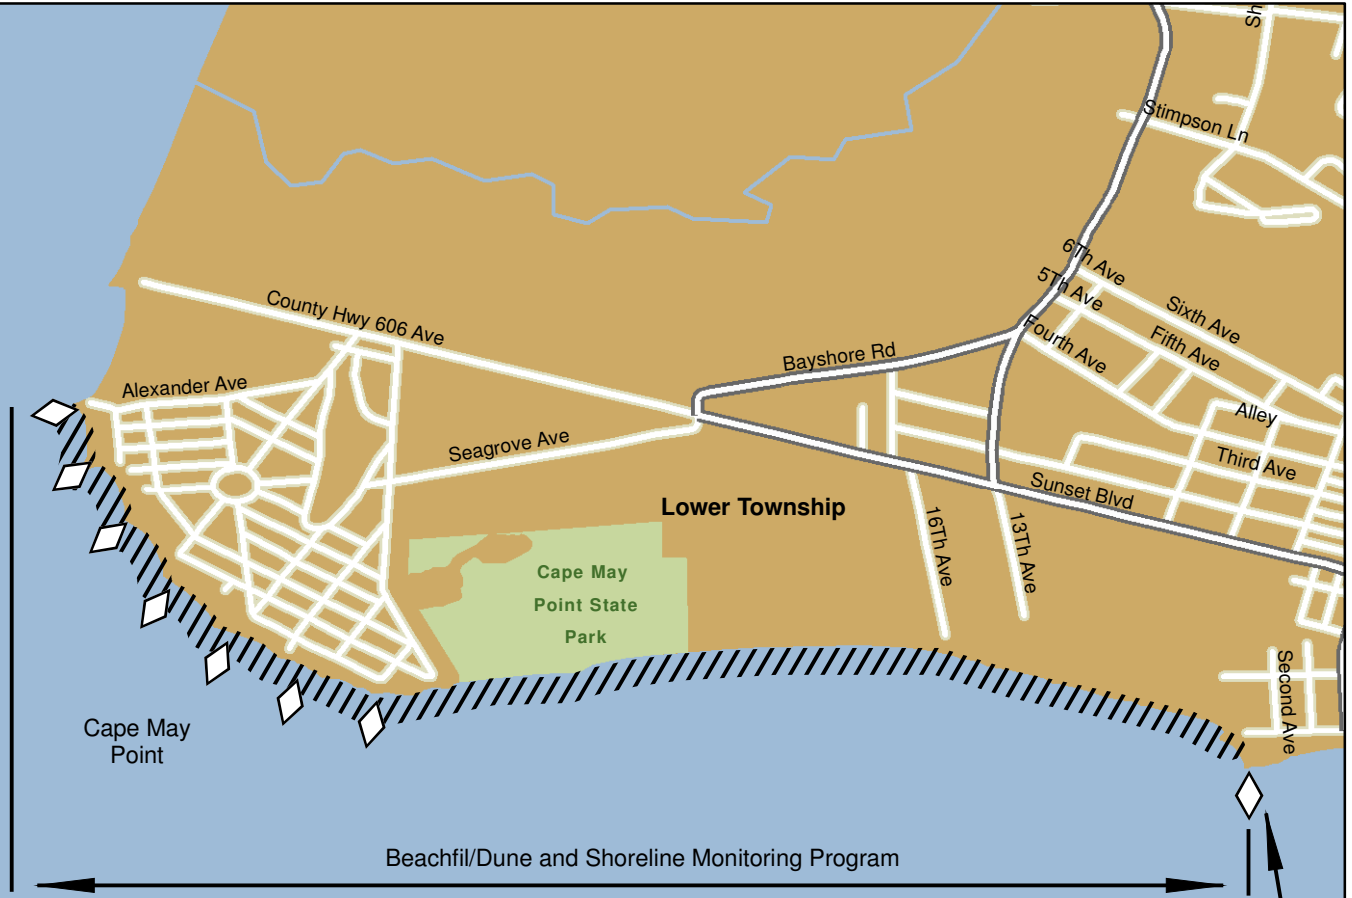 Sh
Stimpson Ln
6Th Ave
5Th Ave
Sixth Ave
County Hwy 606 Ave
Fourth Ave
Fifth Ave
Bayshore Rd
Alexander Ave
Alley
Seagrove Ave
Third Ave
Sunset Blvd
Lower Township
16Th Ave
13Th Ave
Cape May
Point State
Park
Second Ave
Cape May
Point
Beachfil/Dune and Shoreline Monitoring Program